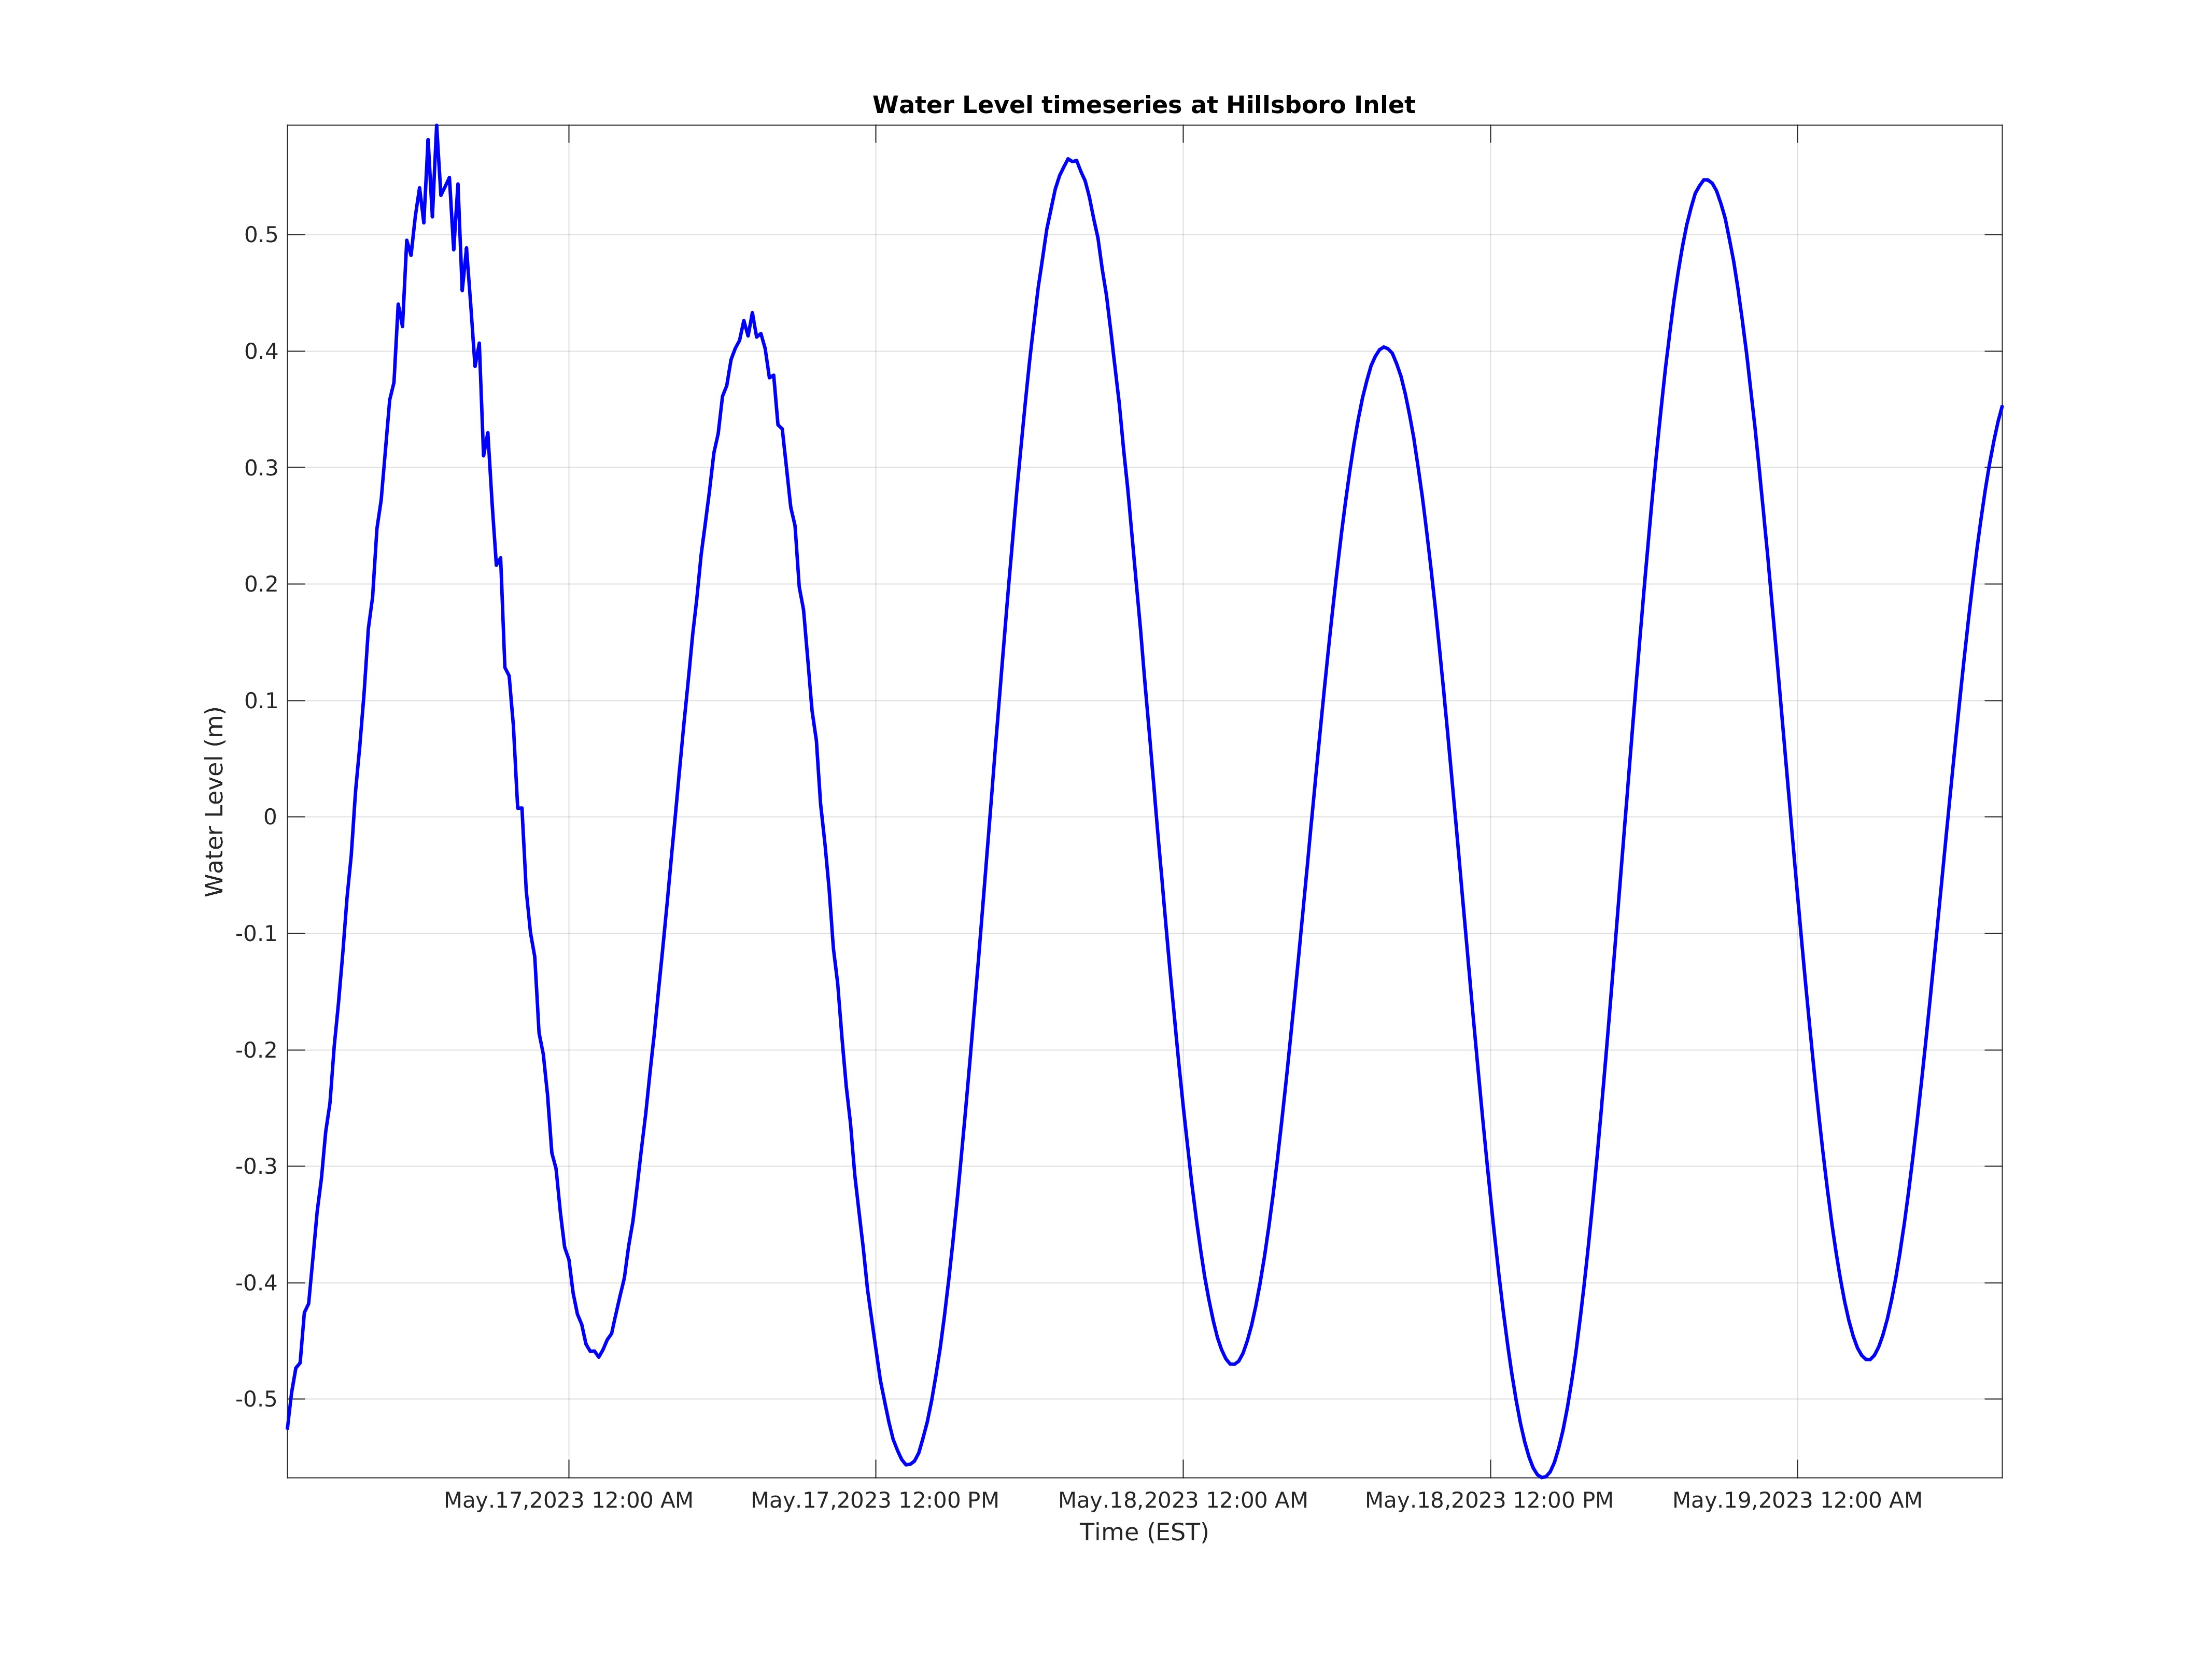 Water Level timeseries at Hillsboro Inlet
0.5
0.4
0.3
0.2
0.1
0
-0.1
-0.2
-0.3
-0.4
-0.5
Water Level (m)
May.17,2023 12:00 AM
May.17,2023 12:00 PM
May.18,2023 12:00 AM
May.18,2023 12:00 PM
May.19,2023 12:00 AM
Time (EST)